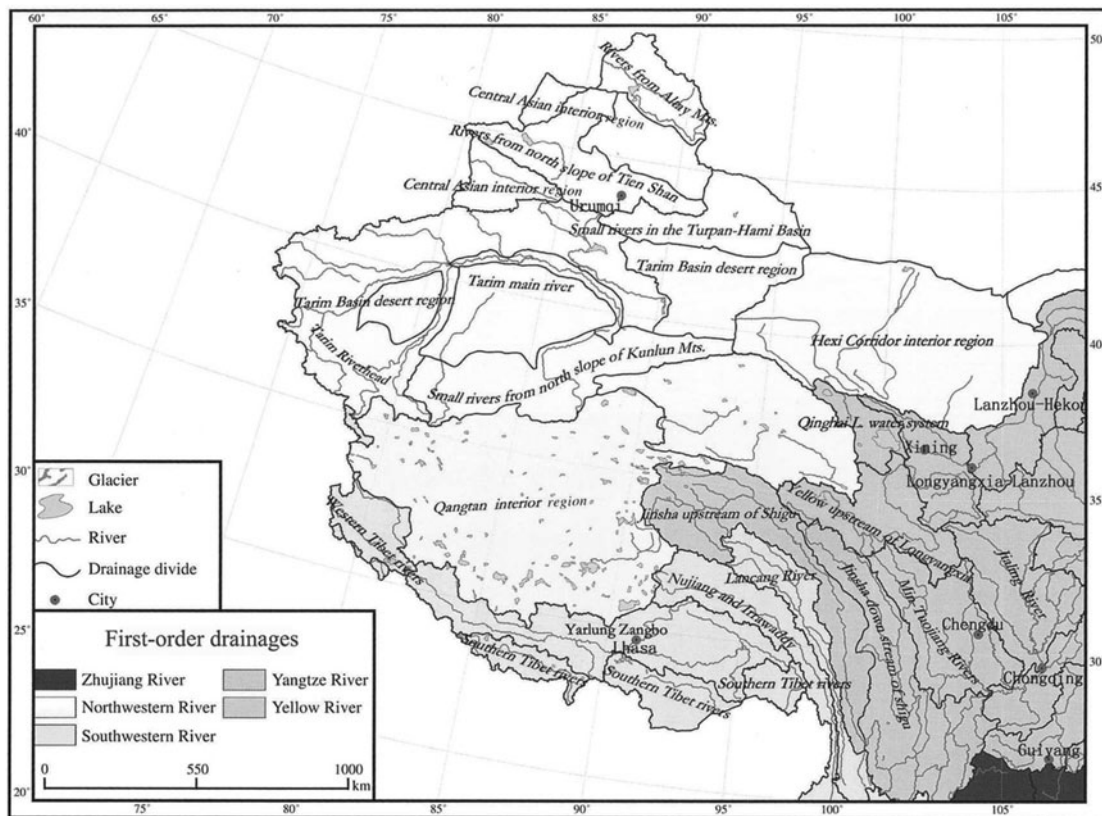 60° 65° 70° 75° 80° 85° 90° 95° 100° 105°
50°
40°
45°
35°
40°
30°
35°
25°
30°
20°
75° 80° 85° 90° 95° 100° 105°
Rivers from Altay Mts.
Central Asian interior region
Rivers from north slope of Tien Shan
Central Asian interior region
Urumqi
Small rivers in the Turpan-Hami Basin
Tarim Basin desert region
Tarim main river
Tarim Basin desert region
Hexi Corridor interior region
Tarim Riverhead
Small rivers from north slope of Kunlun Mts.
Lanzhou-Hekou
Qinghai L. water system
Xining
Longyangxia-Lanzhou
Qangtan interior region
Jinsha upstream of Shigu
Yellow upstream of Longyangxia
Western Tibet rivers
Lancang River
Nujiang and Irrawaddy
Jinsha down stream of shigu
Min, Tuojiang Rivers
Jialing River
Chengdu
Chongqing
Yarlung Zangbo
Lhasa
Southern Tibet rivers
Southern Tibet rivers
Southern Tibet rivers
Guiyang
Glacier
Lake
River
Drainage divide
City
First-order drainages
Zhujiang River Yangtze River
Northwestern River Yellow River
Southwestern River
0 550 1000
km